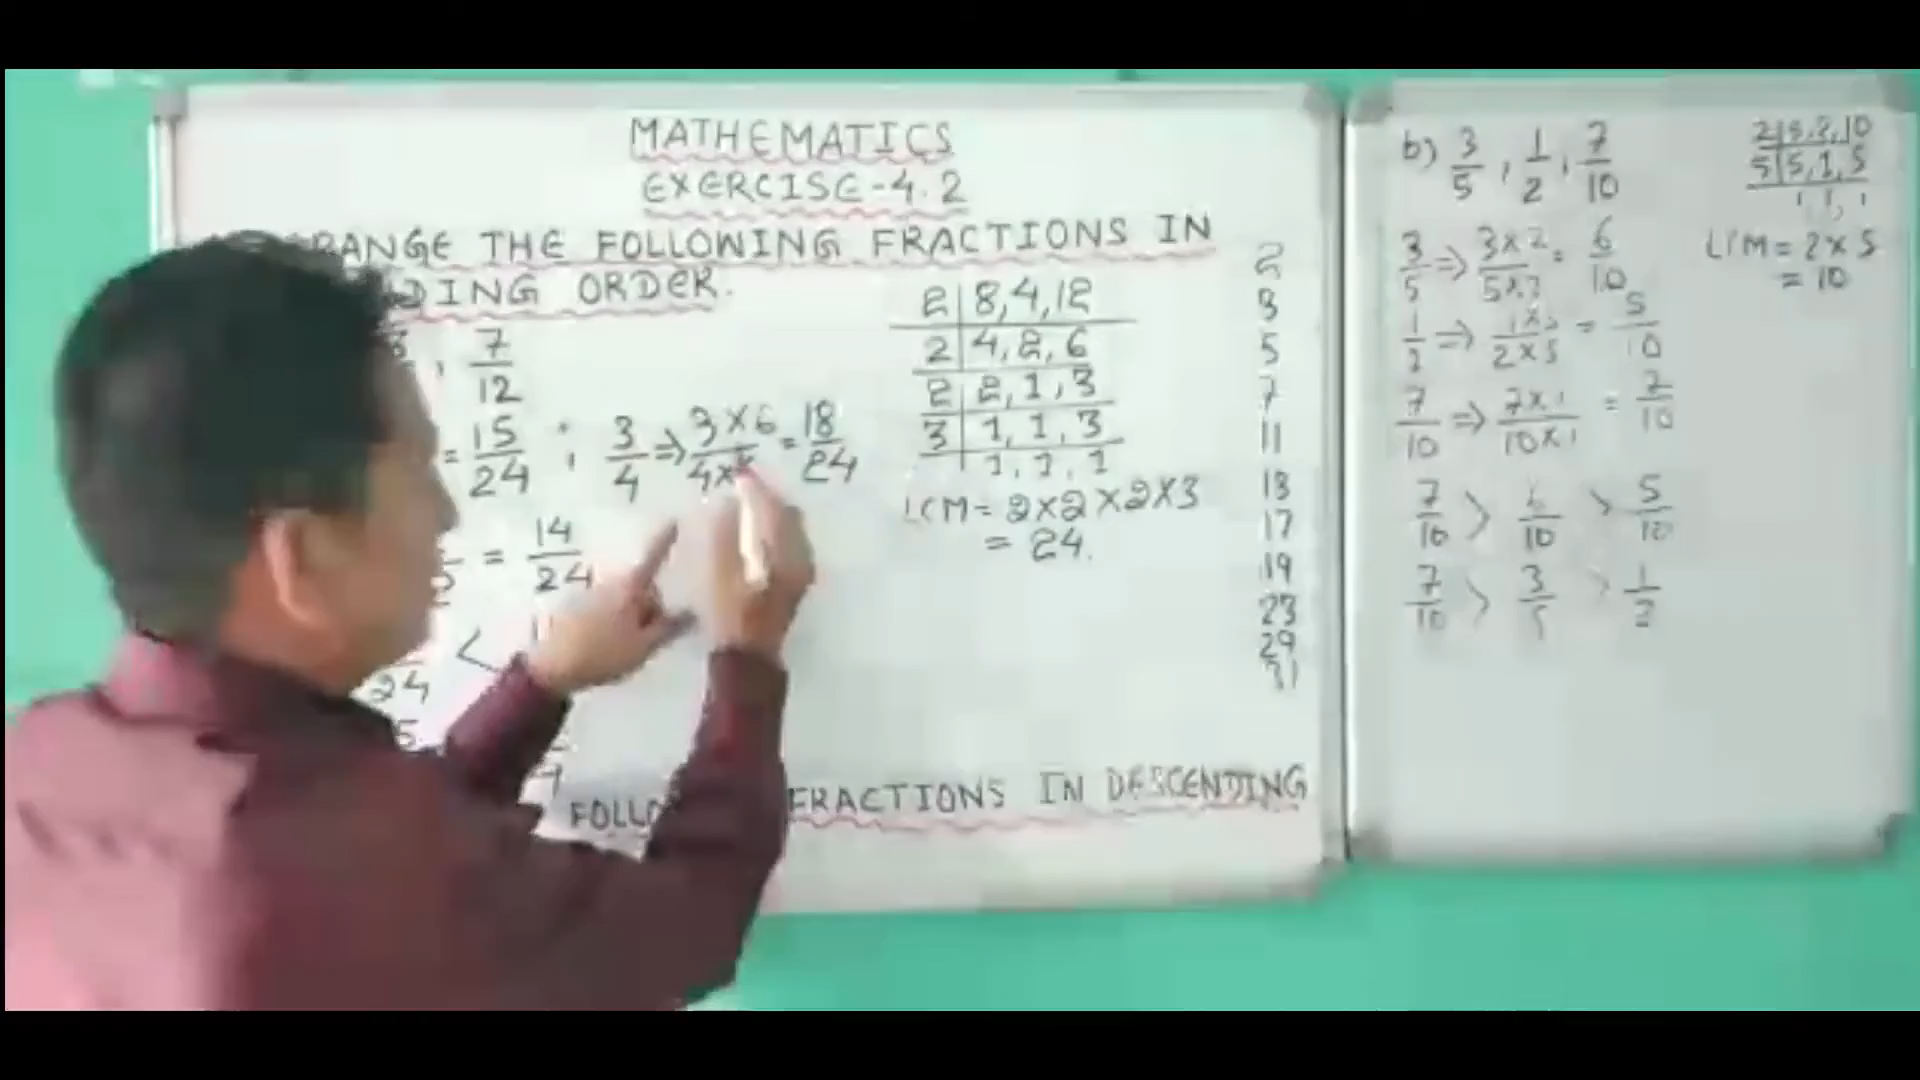 MATHEMATICS
EXERCISE-4.2
RANGE THE FOLLOWING FRACTIONS IN
DING ORDER.
, 7/12
= 15/24 ; 3/4 ⇒ 3×6/4× = 18/24
= 14/24
24 <
FOLLO FRACTIONS IN DESCENDING
2 | 8, 4, 12
2 | 4, 2, 6
2 | 2, 1, 3
3 | 1, 1, 3
1, 1, 1
LCM = 2×2×2×3
= 24.
2
3
5
7
11
13
17
19
23
29
31
b) 3/5 , 1/2 , 7/10
3/5 ⇒ 3×2/5×2 = 6/10
1/2 ⇒ 1×5/2×5 = 5/10
7/10 ⇒ 7×1/10×1 = 7/10
7/10 > 6/10 > 5/10
7/10 > 3/5 > 1/2
2 | 5, 2, 10
5 | 5, 1, 5
1, 1, 1
LCM = 2×5
= 10